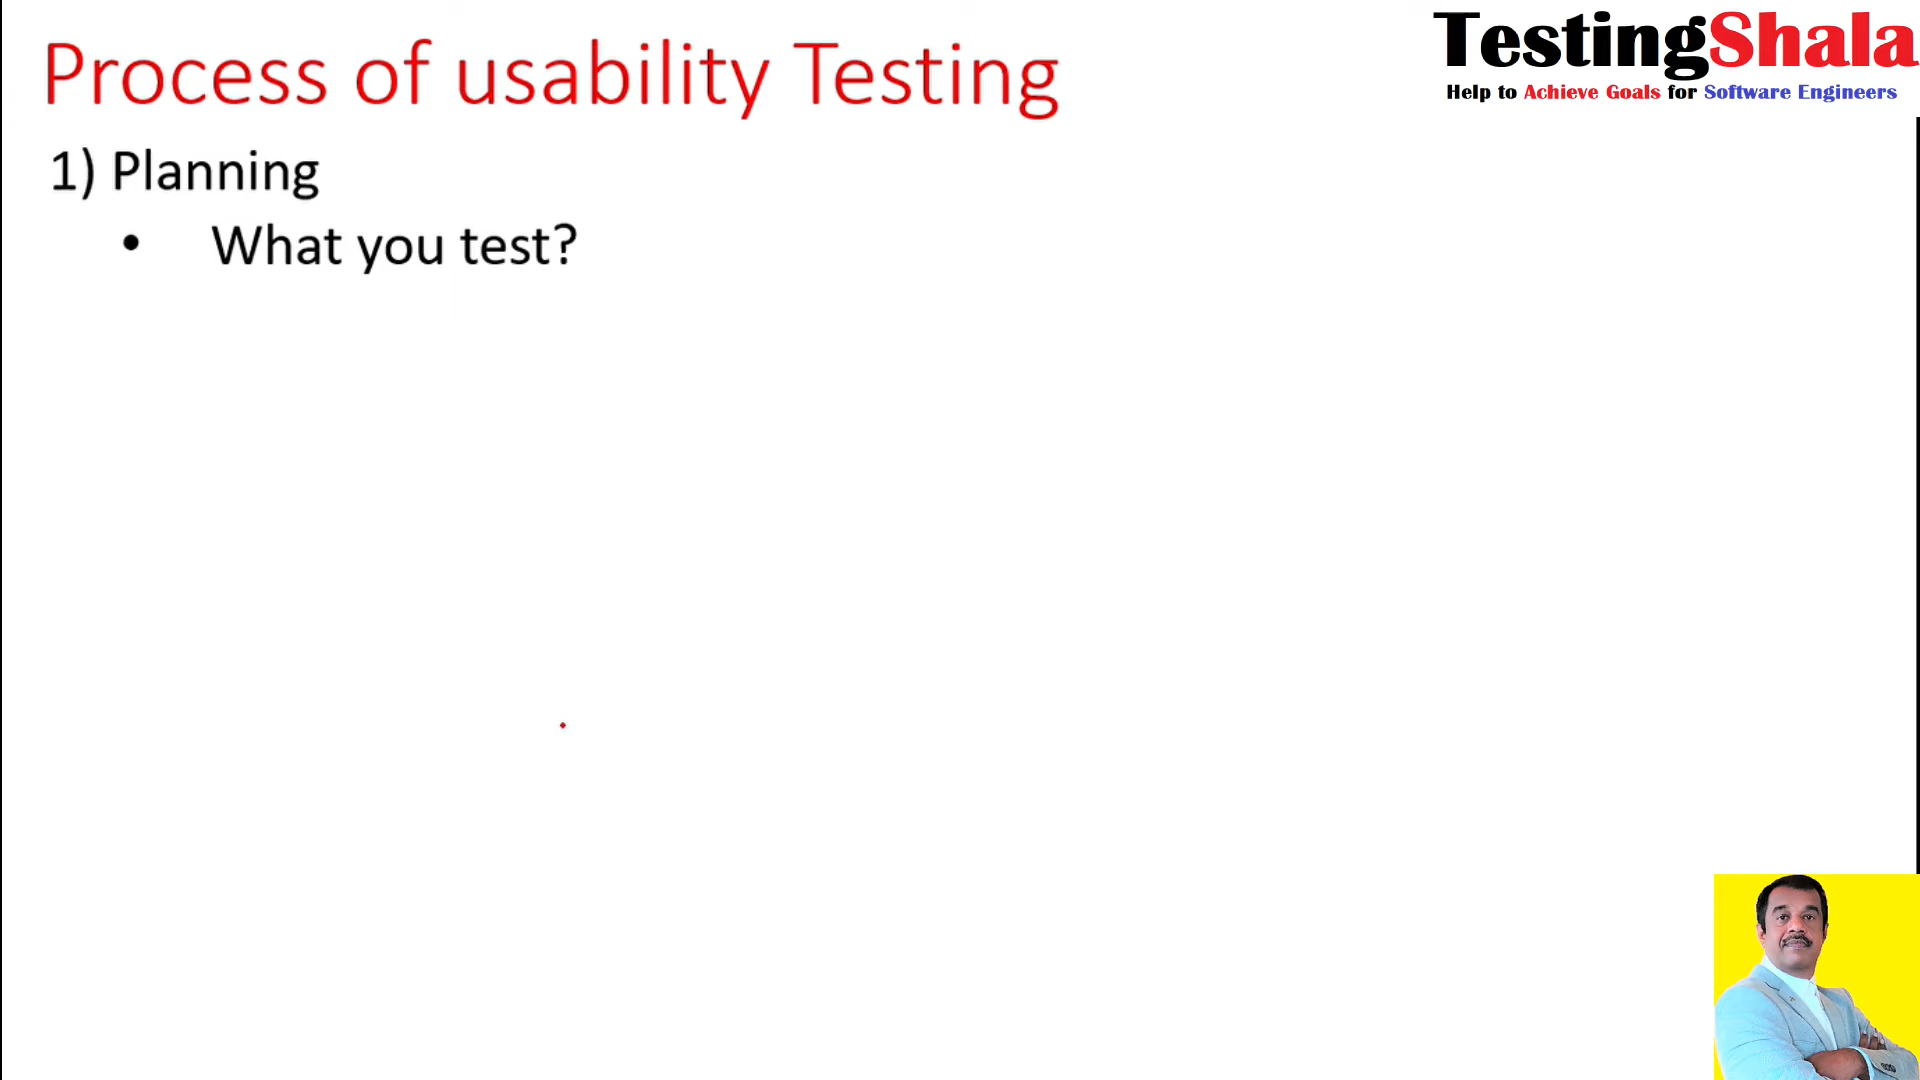 Process of usability Testing
TestingShala
Help to Achieve Goals for Software Engineers
1) Planning
• What you test?